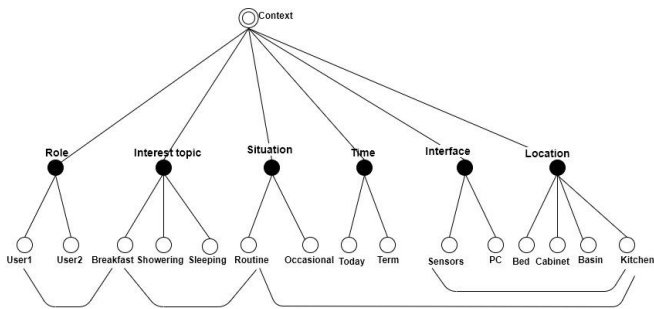 Context
Role Interest topic Situation Time Interface Location
User1 User2 Breakfast Showering Sleeping Routine Occasional Today Term Sensors PC Bed Cabinet Basin Kitchen